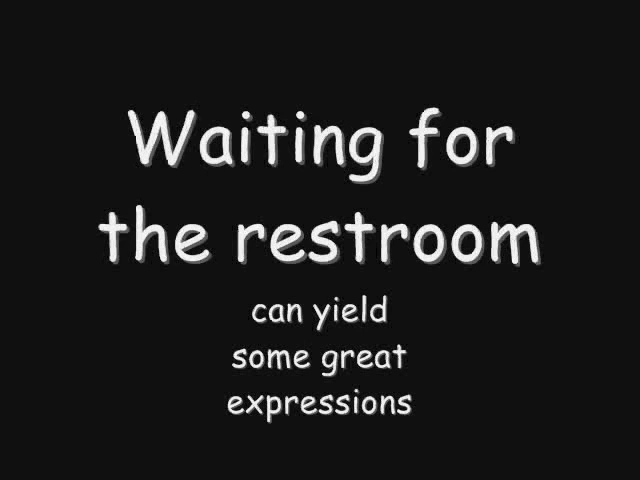 Waiting for
the restroom
can yield
some great
expressions